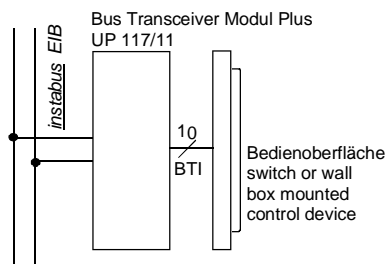 Bus Transceiver Modul Plus
UP 117/11
instabus EIB
10
BTI
Bedienoberfläche
switch or wall
box mounted
control device